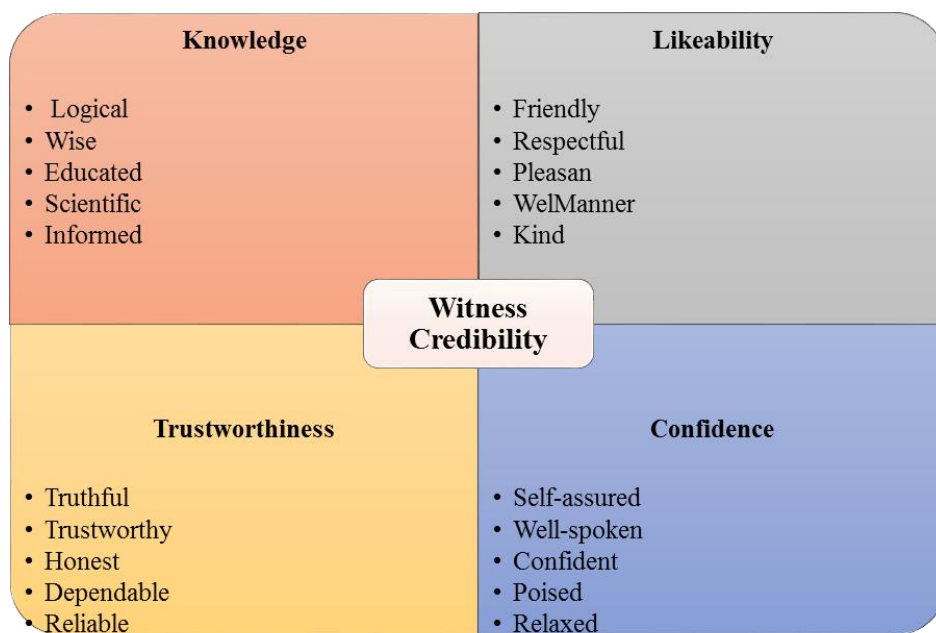 Knowledge
• Logical
• Wise
• Educated
• Scientific
• Informed
Likeability
• Friendly
• Respectful
• Pleasan
• WelManner
• Kind
Witness
Credibility
Trustworthiness
• Truthful
• Trustworthy
• Honest
• Dependable
• Reliable
Confidence
• Self-assured
• Well-spoken
• Confident
• Poised
• Relaxed